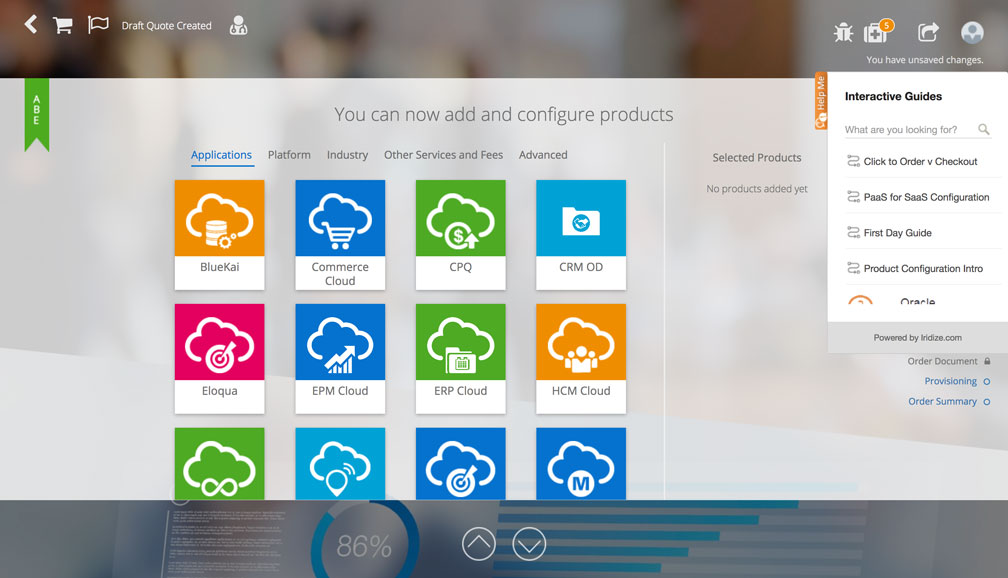 Draft Quote Created
5
You have unsaved changes.
A
B
E
You can now add and configure products
Applications
Platform
Industry
Other Services and Fees
Advanced
BlueKai
Commerce
Cloud
CPQ
CRM OD
Eloqua
EPM Cloud
ERP Cloud
HCM Cloud
M
Selected Products
No products added yet
Help Me
Interactive Guides
What are you looking for?
Click to Order v Checkout
PaaS for SaaS Configuration
First Day Guide
Product Configuration Intro
Oracle
Powered by Iridize.com
Order Document
Provisioning
Order Summary
86%